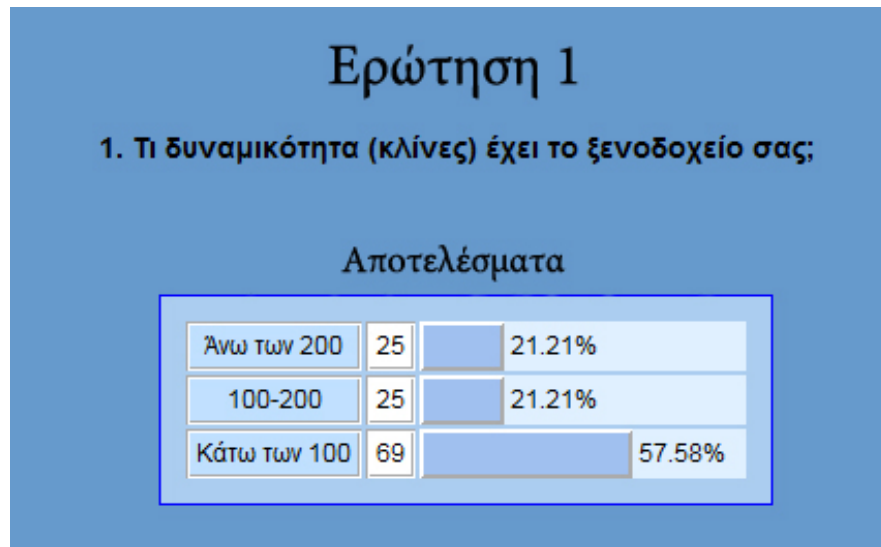 Ερώτηση 1
1. Τι δυναμικότητα (κλίνες) έχει το ξενοδοχείο σας;
Αποτελέσματα
Άνω των 200 25 21.21%
100-200 25 21.21%
Κάτω των 100 69 57.58%